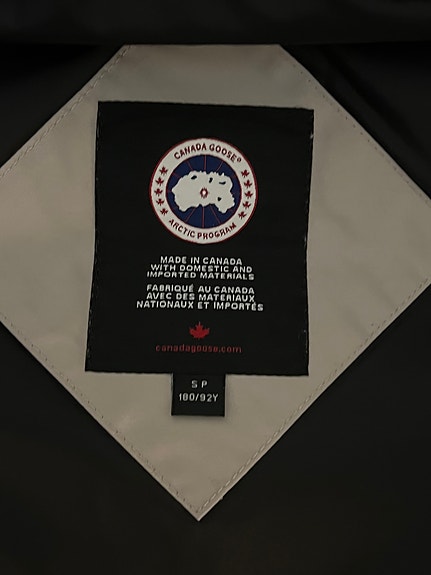 CANADA GOOSE®
ARCTIC PROGRAM
MADE IN CANADA
WITH DOMESTIC AND
IMPORTED MATERIALS
FABRIQUÉ AU CANADA
AVEC DES MATERIAUX
NATIONAUX ET IMPORTÉS
canadagoose.com
S P
180/92Y